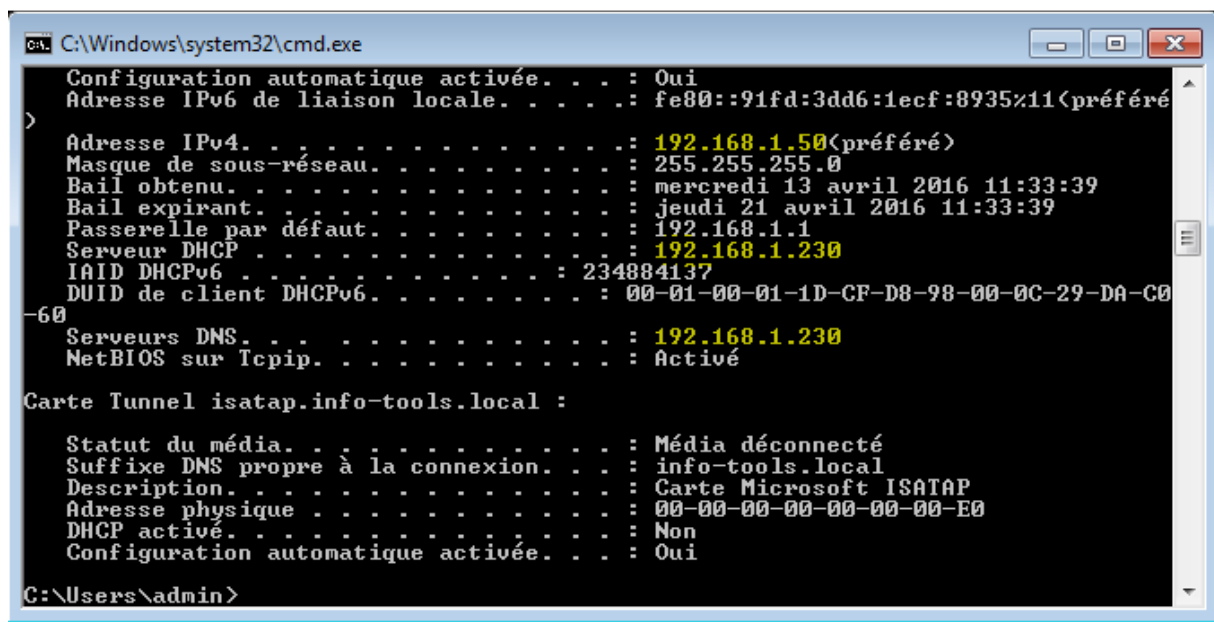 C:\Windows\system32\cmd.exe
Configuration automatique activée. . . : Oui
Adresse IPv6 de liaison locale. . . . .: fe80::91fd:3dd6:1ecf:8935%11(préféré
)
Adresse IPv4. . . . . . . . . . . . . .: 192.168.1.50(préféré)
Masque de sous-réseau. . . . . . . . . : 255.255.255.0
Bail obtenu. . . . . . . . . . . . . . : mercredi 13 avril 2016 11:33:39
Bail expirant. . . . . . . . . . . . . : jeudi 21 avril 2016 11:33:39
Passerelle par défaut. . . . . . . . . : 192.168.1.1
Serveur DHCP . . . . . . . . . . . . . : 192.168.1.230
IAID DHCPv6 . . . . . . . . . . . : 234884137
DUID de client DHCPv6. . . . . . . . : 00-01-00-01-1D-CF-D8-98-00-0C-29-DA-C0
-60
Serveurs DNS. . . . . . . . . . . . . : 192.168.1.230
NetBIOS sur Tcpip. . . . . . . . . . . : Activé
Carte Tunnel isatap.info-tools.local :
Statut du média. . . . . . . . . . . . : Média déconnecté
Suffixe DNS propre à la connexion. . . : info-tools.local
Description. . . . . . . . . . . . . . : Carte Microsoft ISATAP
Adresse physique . . . . . . . . . . . : 00-00-00-00-00-00-00-E0
DHCP activé. . . . . . . . . . . . . . : Non
Configuration automatique activée. . . : Oui
C:\Users\admin>